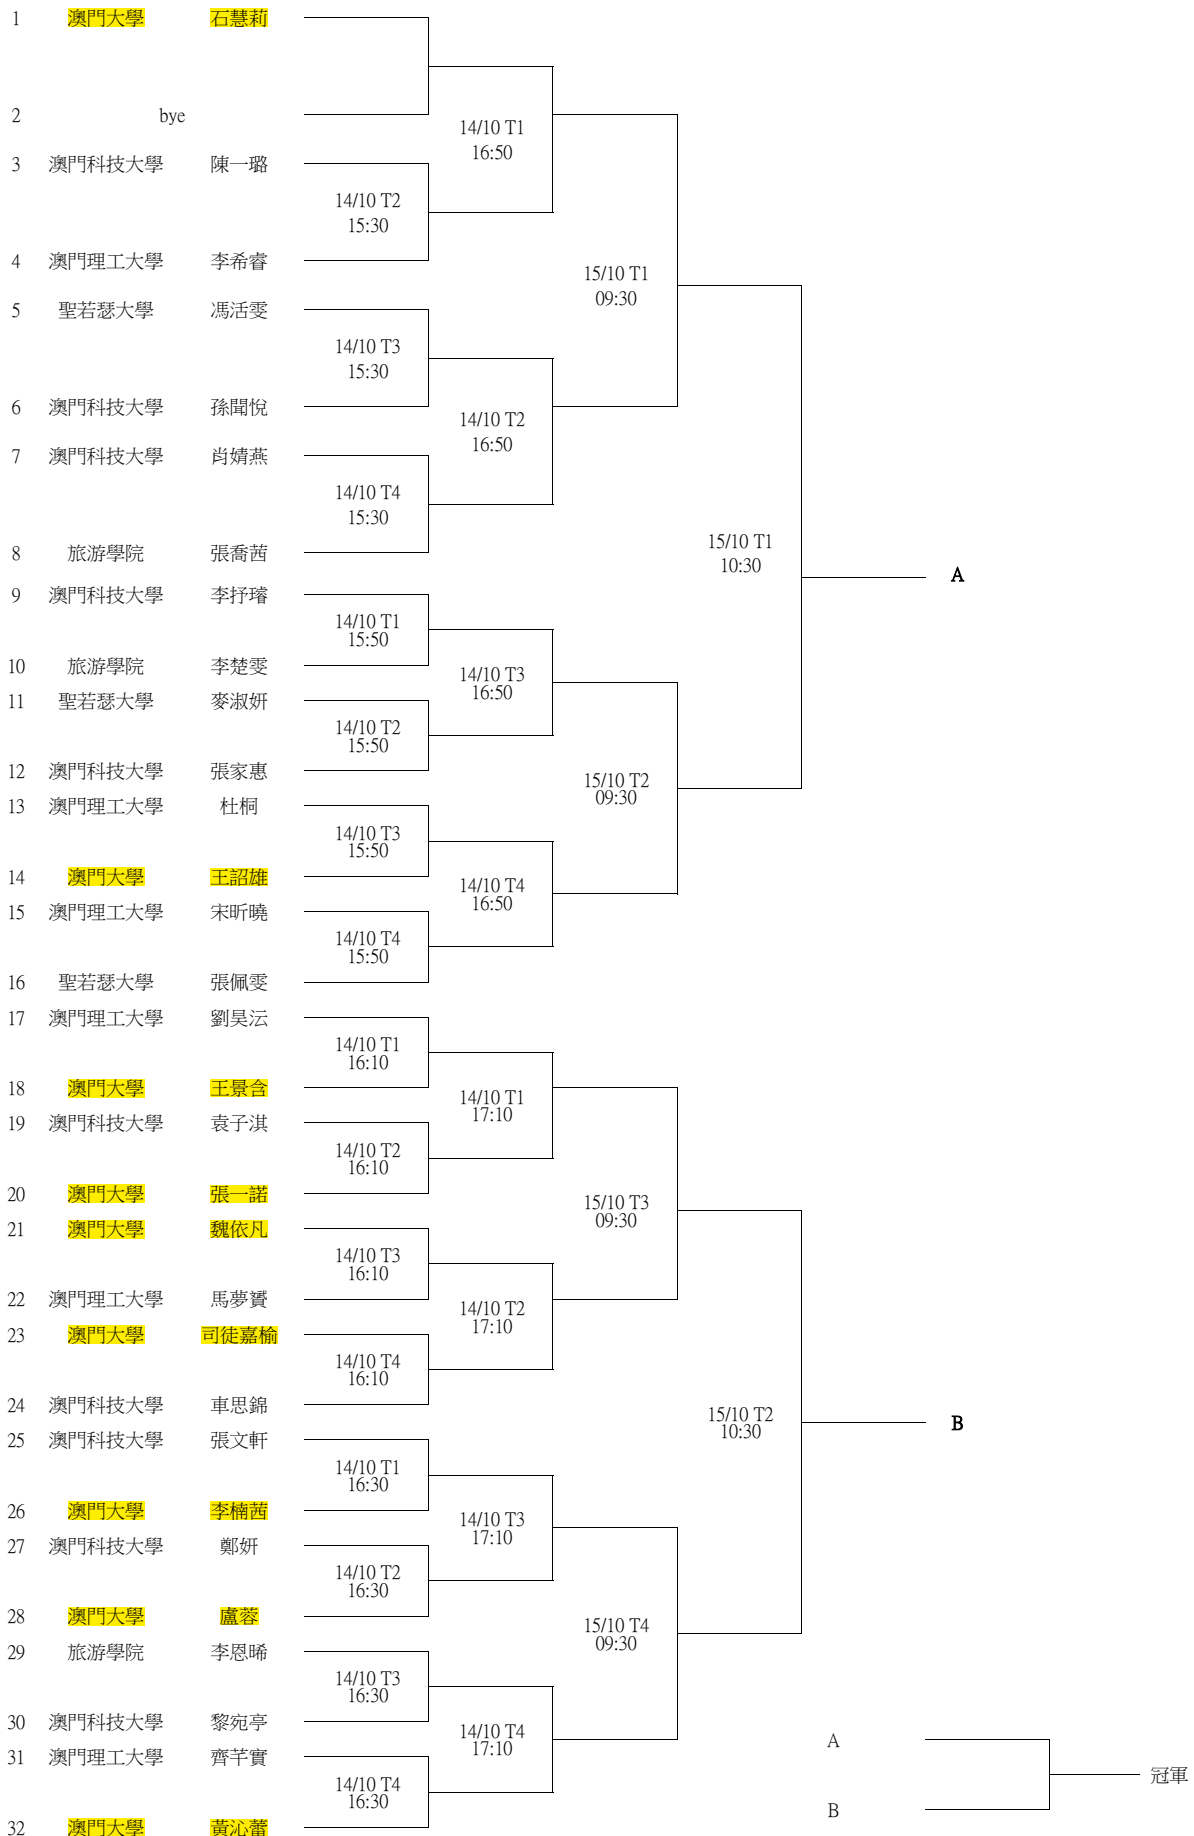 1 澳門大學 石慧莉
2 bye
14/10 T1
16:50
3 澳門科技大學 陳一璐
14/10 T2
15:30
4 澳門理工大學 李希睿
15/10 T1
09:30
5 聖若瑟大學 馮活雯
14/10 T3
15:30
6 澳門科技大學 孫聞悅
14/10 T2
16:50
7 澳門科技大學 肖婧燕
14/10 T4
15:30
8 旅游學院 張喬茜
15/10 T1
10:30
A
9 澳門科技大學 李抒璿
14/10 T1
15:50
10 旅游學院 李楚雯
14/10 T3
16:50
11 聖若瑟大學 麥淑妍
14/10 T2
15:50
12 澳門科技大學 張家惠
15/10 T2
09:30
13 澳門理工大學 杜桐
14/10 T3
15:50
14 澳門大學 王詔雄
14/10 T4
16:50
15 澳門理工大學 宋昕曉
14/10 T4
15:50
16 聖若瑟大學 張佩雯
17 澳門理工大學 劉昊沄
14/10 T1
16:10
18 澳門大學 王景含
14/10 T1
17:10
19 澳門科技大學 袁子淇
14/10 T2
16:10
20 澳門大學 張一諾
15/10 T3
09:30
21 澳門大學 魏依凡
14/10 T3
16:10
22 澳門理工大學 馬夢贇
14/10 T2
17:10
23 澳門大學 司徒嘉榆
14/10 T4
16:10
24 澳門科技大學 車思錦
15/10 T2
10:30
B
25 澳門科技大學 張文軒
14/10 T1
16:30
26 澳門大學 李楠茜
14/10 T3
17:10
27 澳門科技大學 鄭妍
14/10 T2
16:30
28 澳門大學 盧蓉
15/10 T4
09:30
29 旅游學院 李恩晞
14/10 T3
16:30
30 澳門科技大學 黎宛亭
14/10 T4
17:10
31 澳門理工大學 齊芊實
14/10 T4
16:30
32 澳門大學 黃沁蕾
A
冠軍
B